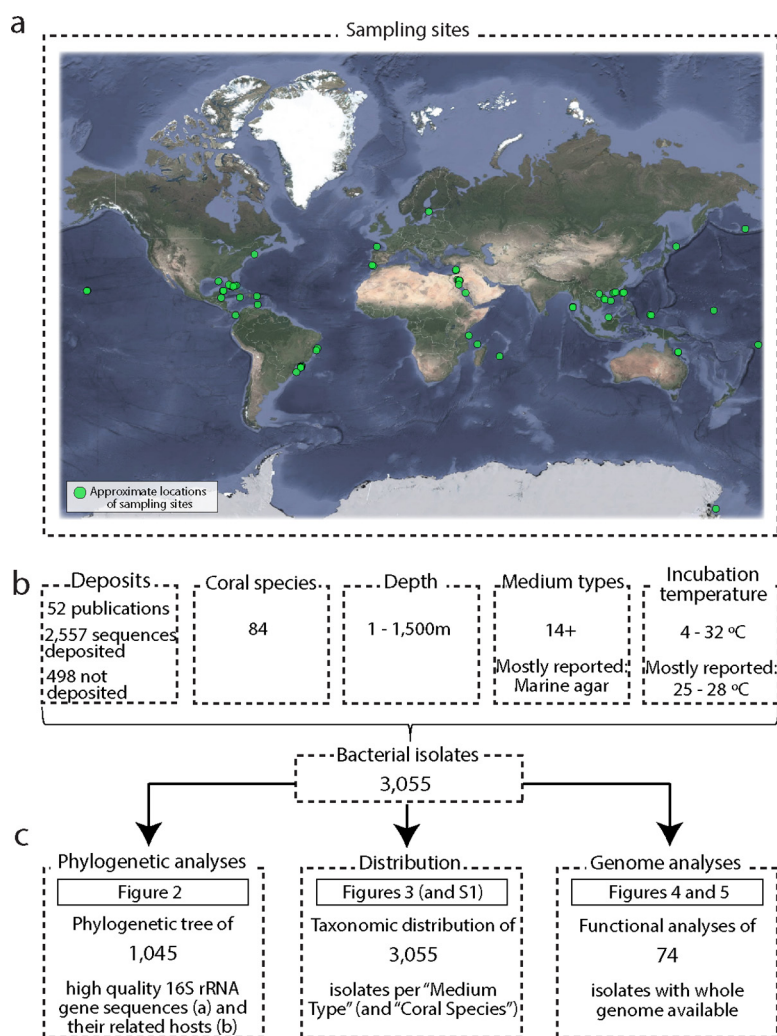 a
Sampling sites
Approximate locations
of sampling sites
b
Deposits
52 publications
2,557 sequences
deposited
498 not
deposited
Coral species
84
Depth
1 - 1,500m
Medium types
14+
Mostly reported:
Marine agar
Incubation
temperature
4 - 32 ºC
Mostly reported:
25 - 28 ºC
Bacterial isolates
3,055
c
Phylogenetic analyses
Figure 2
Phylogenetic tree of
1,045
high quality 16S rRNA
gene sequences (a) and
their related hosts (b)
Distribution
Figures 3 (and S1)
Taxonomic distribution of
3,055
isolates per “Medium
Type” (and “Coral Species”)
Genome analyses
Figures 4 and 5
Functional analyses of
74
isolates with whole
genome available